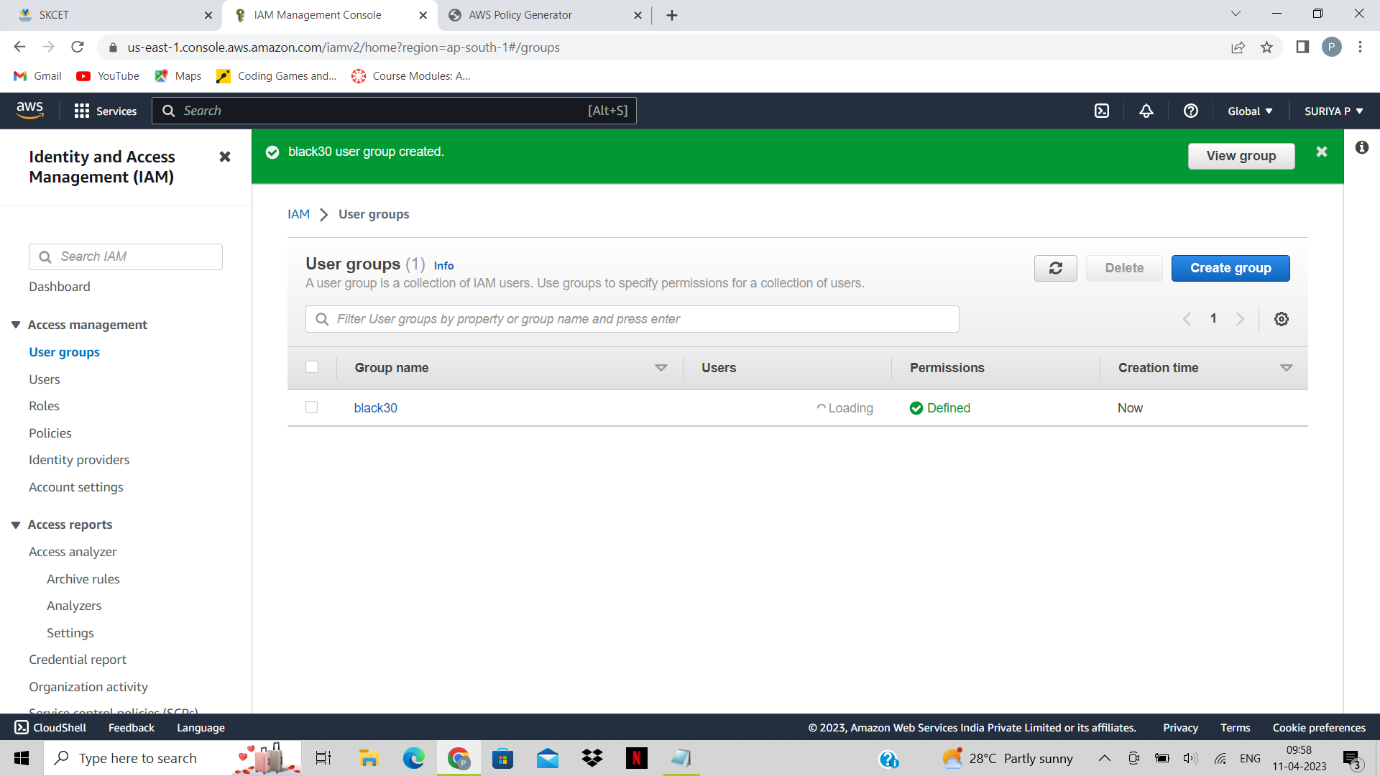 SKCET
IAM Management Console
AWS Policy Generator
us-east-1.console.aws.amazon.com/iamv2/home?region=ap-south-1#/groups
P
Gmail
YouTube
Maps
Coding Games and...
Course Modules: A...
aws
Services
Search
[Alt+S]
Global
SURIYA P
Identity and Access
Management (IAM)
Search IAM
Dashboard
Access management
User groups
Users
Roles
Policies
Identity providers
Account settings
Access reports
Access analyzer
Archive rules
Analyzers
Settings
Credential report
Organization activity
Service control policies (SCPs)
black30 user group created.
View group
IAM
User groups
User groups (1) Info
A user group is a collection of IAM users. Use groups to specify permissions for a collection of users.
Delete
Create group
Filter User groups by property or group name and press enter
1
Group name
Users
Permissions
Creation time
black30
Loading
Defined
Now
CloudShell
Feedback
Language
© 2023, Amazon Web Services India Private Limited or its affiliates.
Privacy
Terms
Cookie preferences
Type here to search
28°C Partly sunny
ENG
09:58
11-04-2023
3